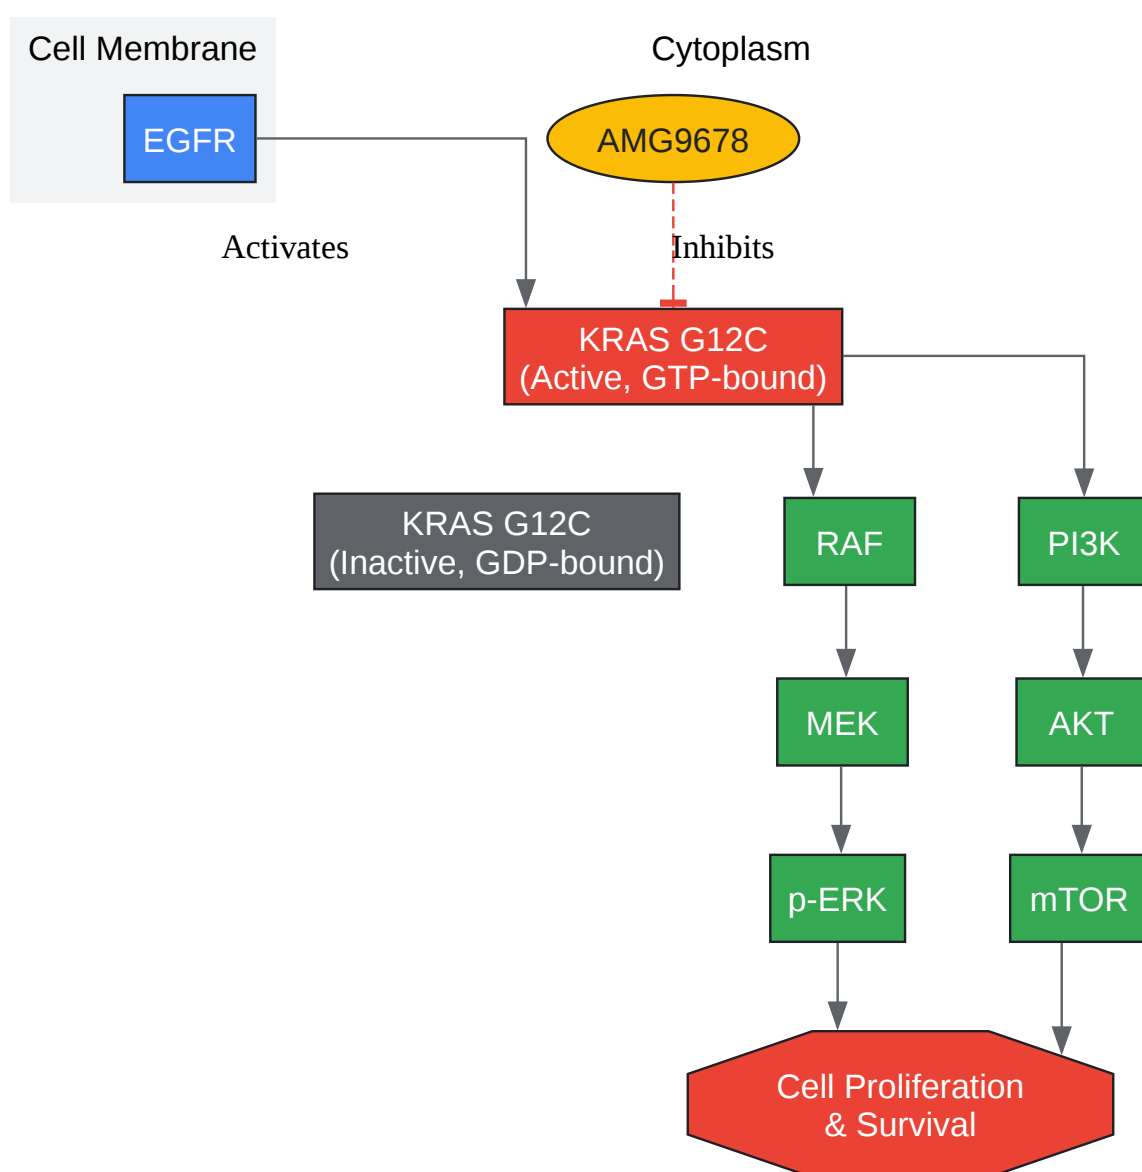 Cell Membrane
Cytoplasm
EGFR
AMG9678
Activates
Inhibits
KRAS G12C
(Active, GTP-bound)
KRAS G12C
(Inactive, GDP-bound)
RAF
PI3K
MEK
AKT
p-ERK
mTOR
Cell Proliferation
& Survival